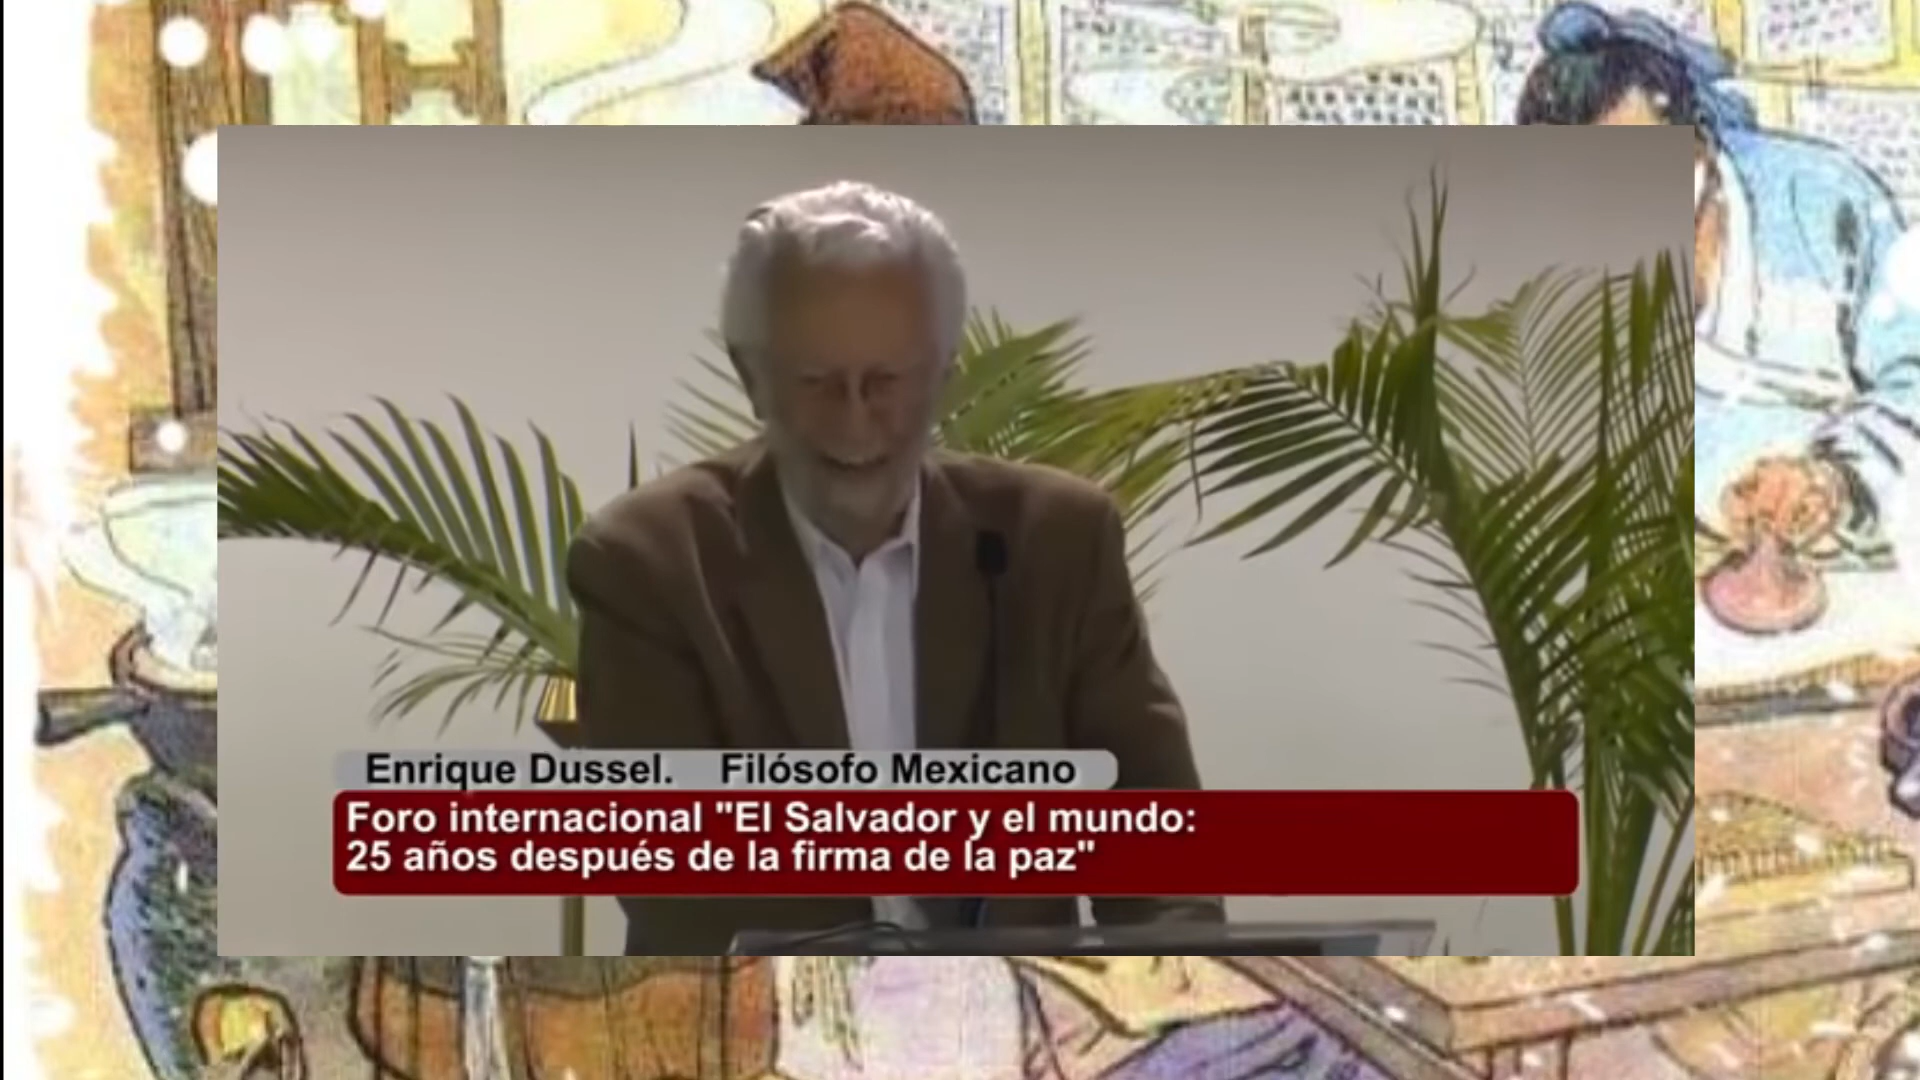 Enrique Dussel. Filósofo Mexicano
Foro internacional "El Salvador y el mundo:
25 años después de la firma de la paz"